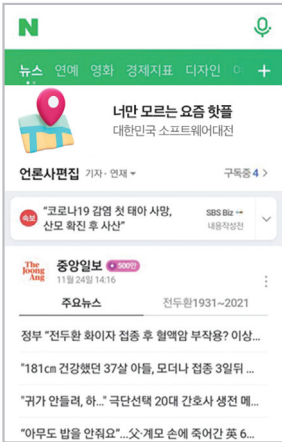 N
뉴스 연예 영화 경제지표 디자인
너만 모르는 요즘 핫플
대한민국 소프트웨어대전
언론사편집 기자·연재 구독중 4 >
속보 "코로나19 감염 첫 태아 사망, SBS Biz
산모 확진 후 사산" 내용작성전
The
Joong
Ang
중앙일보 500만
11월 24일 14:16
주요뉴스 전두환1931~2021
정부 "전두환 화이자 접종 후 혈액암 부작용? 이상...
"181cm 건강했던 37살 아들, 모더나 접종 3일뒤 ...
"귀가 안들려, 하..." 극단선택 20대 간호사 생전 메...
"아무도 밥을 안줘요"...父·계모 손에 죽어간 英 6...